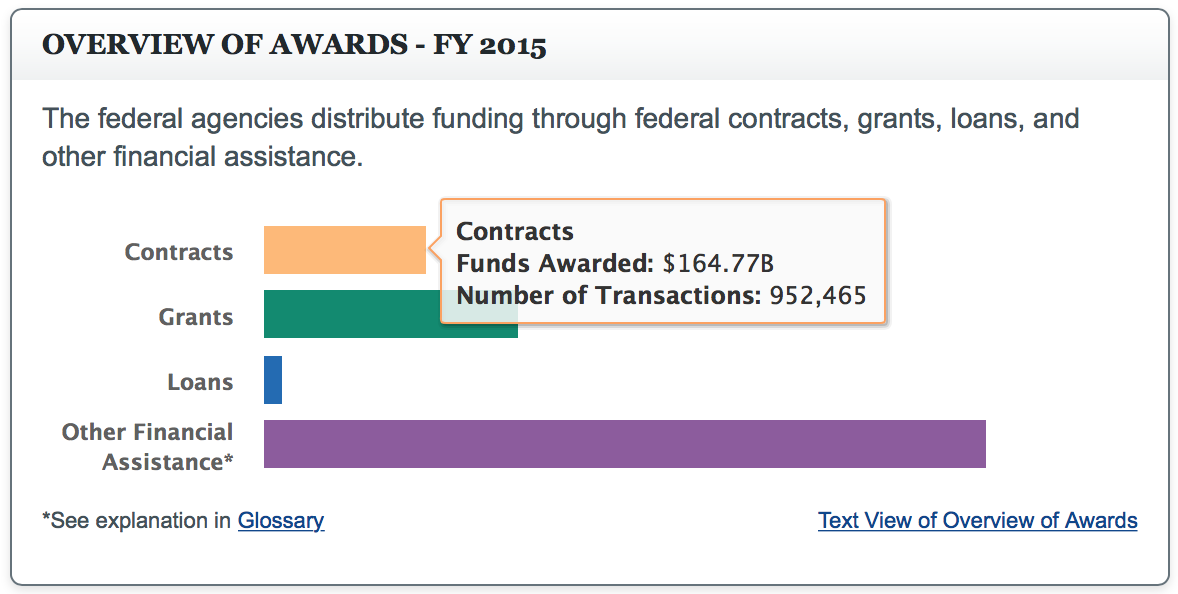 OVERVIEW OF AWARDS - FY 2015
The federal agencies distribute funding through federal contracts, grants, loans, and
other financial assistance.
Contracts
Contracts
Funds Awarded: $164.77B
Number of Transactions: 952,465
Grants
Loans
Other Financial
Assistance*
*See explanation in Glossary
Text View of Overview of Awards